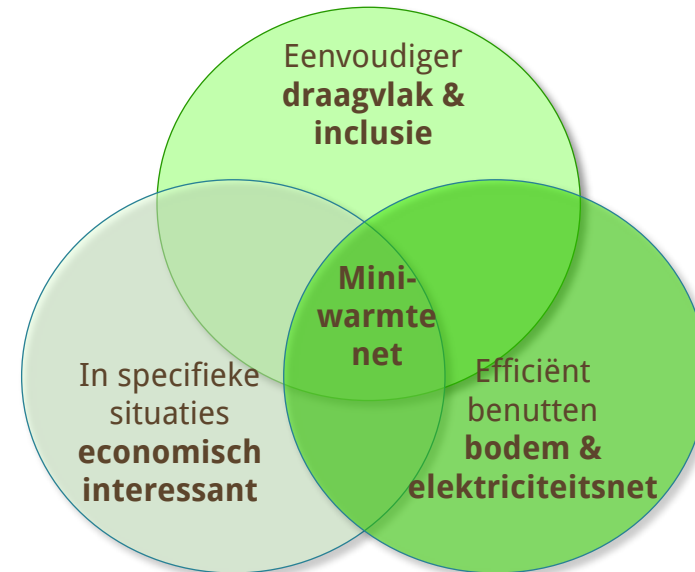 Eenvoudiger
draagvlak &
inclusie
Mini-
warmte
net
In specifieke
situaties
economisch
interessant
Efficiënt
benutten
bodem &
elektriciteitsnet